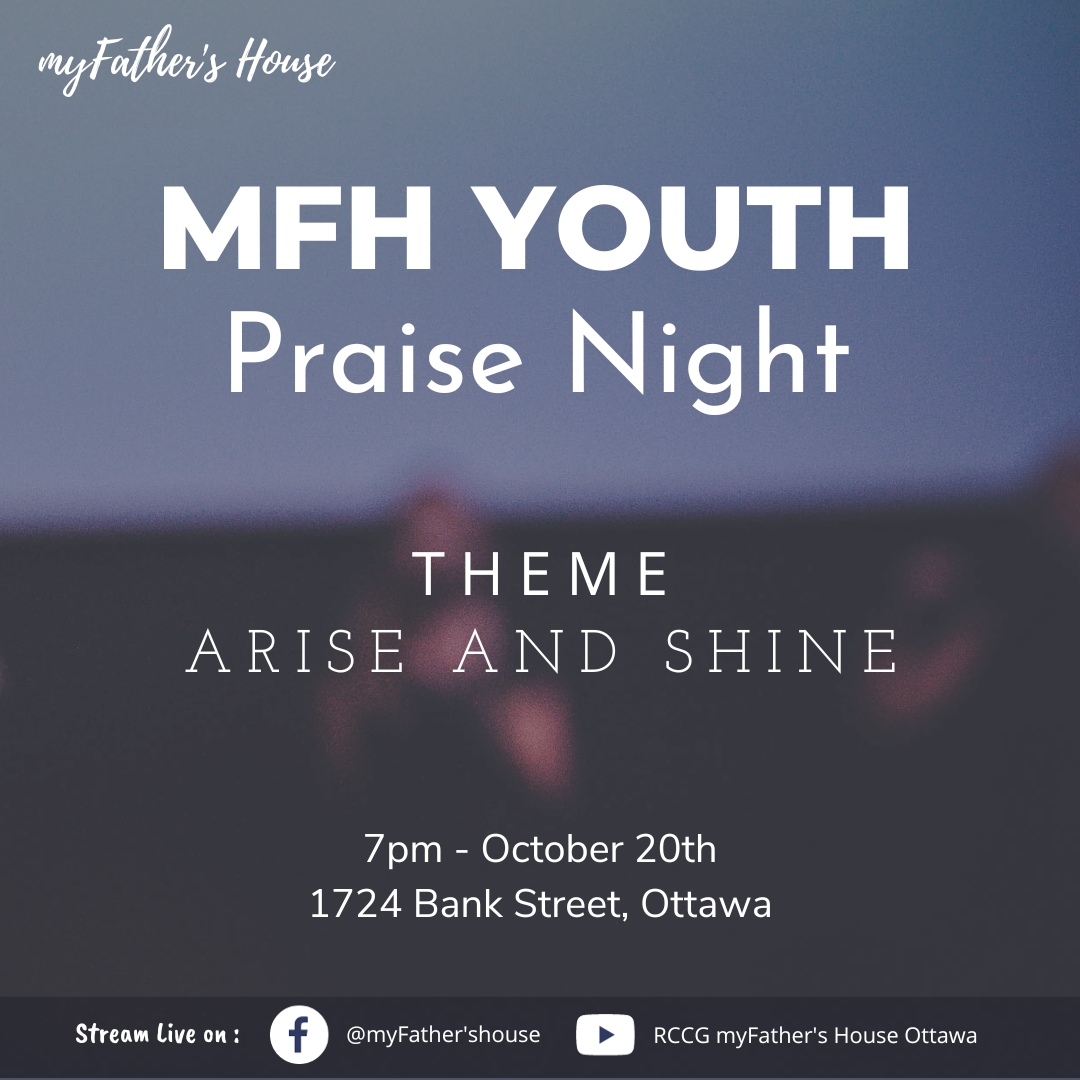 myFather's House
MFH YOUTH
Praise Night
THEME
ARISE AND SHINE
7pm - October 20th
1724 Bank Street, Ottawa
Stream Live on : @myFather'shouse RCCG myFather's House Ottawa